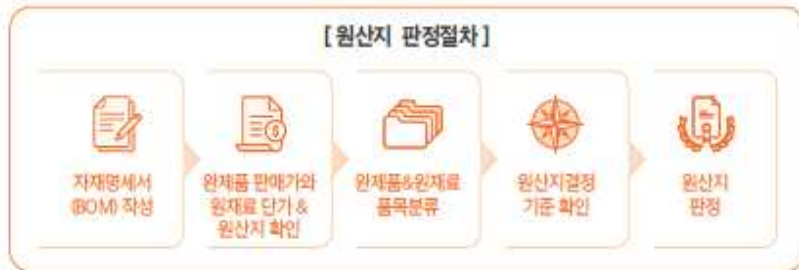 [ 원산지 판정절차 ]
자재명세서
(BOM) 작성
완제품 판매가와
원재료 단가 &
원산지 확인
완제품&원재료
품목분류
원산지결정
기준 확인
원산지
판정